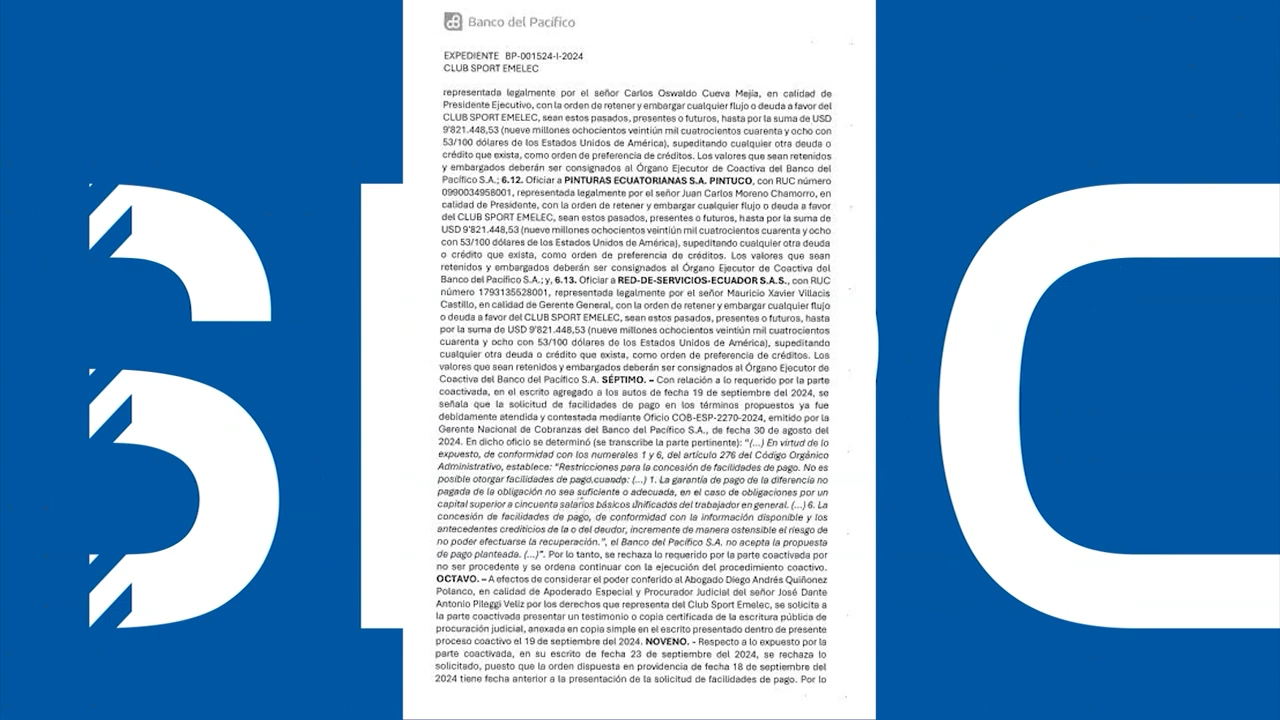 Banco del Pacífico
EXPEDIENTE BP-001524-I-2024
CLUB SPORT EMELEC
representada legalmente por el señor Carlos Oswaldo Cueva Mejía, en calidad de
Presidente Ejecutivo, con la orden de retener y embargar cualquier flujo o deuda a favor del
CLUB SPORT EMELEC, sean estos pasados, presentes o futuros, hasta por la suma de USD
9'821.448,53 (nueve millones ochocientos veintiún mil cuatrocientos cuarenta y ocho con
53/100 dólares de los Estados Unidos de América), supeditando cualquier otra deuda o
crédito que exista, como orden de preferencia de créditos. Los valores que sean retenidos
y embargados deberán ser consignados al Órgano Ejecutor de Coactiva del Banco del
Pacífico S.A.; 6.12. Oficiar a PINTURAS ECUATORIANAS S.A. PINTUCO, con RUC número
0990034958001, representada legalmente por el señor Juan Carlos Moreno Chamorro, en
calidad de Presidente, con la orden de retener y embargar cualquier flujo o deuda a favor
del CLUB SPORT EMELEC, sean estos pasados, presentes o futuros, hasta por la suma de
USD 9'821.448,53 (nueve millones ochocientos veintiún mil cuatrocientos cuarenta y ocho
con 53/100 dólares de los Estados Unidos de América), supeditando cualquier otra deuda
o crédito que exista, como orden de preferencia de créditos. Los valores que sean
retenidos y embargados deberán ser consignados al Órgano Ejecutor de Coactiva del
Banco del Pacífico S.A.; y, 6.13. Oficiar a RED-DE-SERVICIOS-ECUADOR S.A.S., con RUC
número 1793135528001, representada legalmente por el señor Mauricio Xavier Villacis
Castillo, en calidad de Gerente General, con la orden de retener y embargar cualquier flujo
o deuda a favor del CLUB SPORT EMELEC, sean estos pasados, presentes o futuros, hasta
por la suma de USD 9'821.448,53 (nueve millones ochocientos veintiún mil cuatrocientos
cuarenta y ocho con 53/100 dólares de los Estados Unidos de América), supeditando
cualquier otra deuda o crédito que exista, como orden de preferencia de créditos. Los
valores que sean retenidos y embargados deberán ser consignados al Órgano Ejecutor de
Coactiva del Banco del Pacífico S.A. SÉPTIMO. – Con relación a lo requerido por la parte
coactivada, en el escrito agregado a los autos de fecha 19 de septiembre del 2024, se
señala que la solicitud de facilidades de pago en los términos propuestos ya fue
debidamente atendida y contestada mediante Oficio COB-ESP-2270-2024, emitido por la
Gerente Nacional de Cobranzas del Banco del Pacífico S.A., de fecha 30 de agosto del
2024. En dicho oficio se determinó (se transcribe la parte pertinente): "(...) En virtud de lo
expuesto, de conformidad con los numerales 1 y 6, del artículo 276 del Código Orgánico
Administrativo, establece: "Restricciones para la concesión de facilidades de pago. No es
posible otorgar facilidades de pago,cuando: (...) 1. La garantía de pago de la diferencia no
pagada de la obligación no sea suficiente o adecuada, en el caso de obligaciones por un
capital superior a cincuenta salarios básicos unificados del trabajador en general. (...) 6. La
concesión de facilidades de pago, de conformidad con la información disponible y los
antecedentes crediticios de la o del deudor, incremente de manera ostensible el riesgo de
no poder efectuarse la recuperación.", el Banco del Pacífico S.A. no acepta la propuesta
de pago planteada. (...)". Por lo tanto, se rechaza lo requerido por la parte coactivada por
no ser procedente y se ordena continuar con la ejecución del procedimiento coactivo.
OCTAVO. – A efectos de considerar el poder conferido al Abogado Diego Andrés Quiñonez
Polanco, en calidad de Apoderado Especial y Procurador Judicial del señor José Dante
Antonio Pileggi Veliz por los derechos que representa del Club Sport Emelec, se solicita a
la parte coactivada presentar un testimonio o copia certificada de la escritura pública de
procuración judicial, anexada en copia simple en el escrito presentado dentro de presente
proceso coactivo el 19 de septiembre del 2024. NOVENO. - Respecto a lo expuesto por la
parte coactivada, en su escrito de fecha 23 de septiembre del 2024, se rechaza lo
solicitado, puesto que la orden dispuesta en providencia de fecha 18 de septiembre del
2024 tiene fecha anterior a la presentación de la solicitud de facilidades de pago. Por lo